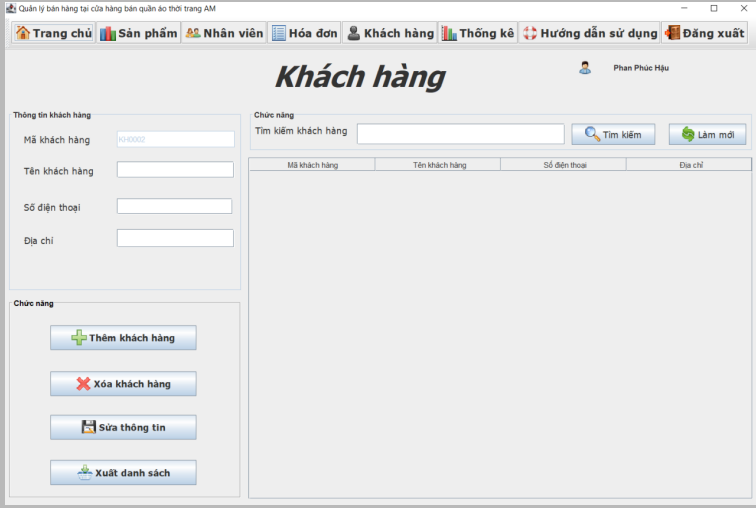 Quản lý bán hàng tại cửa hàng bán quần áo thời trang AM
Trang chủ Sản phẩm Nhân viên Hóa đơn Khách hàng Thống kê Hướng dẫn sử dụng Đăng xuất
Khách hàng
Phan Phúc Hậu
Thông tin khách hàng
Mã khách hàng KH0002
Tên khách hàng
Số điện thoại
Địa chỉ
Chức năng
Tìm kiếm khách hàng Tìm kiếm Làm mới
Mã khách hàng Tên khách hàng Số điện thoại Địa chỉ
Chức năng
Thêm khách hàng
Xóa khách hàng
Sửa thông tin
Xuất danh sách